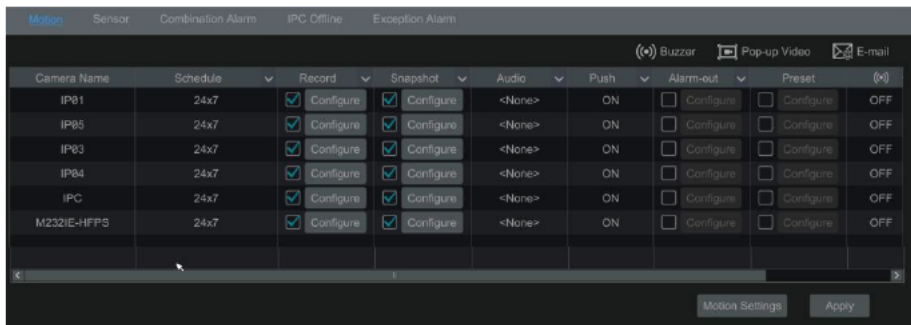 Motion Sensor Combination Alarm IPC Offline Exception Alarm
Buzzer Pop-up Video E-mail
Camera Name Schedule Record Snapshot Audio Push Alarm-out Preset
IP01 24x7 Configure Configure <None> ON Configure Configure OFF
IP05 24x7 Configure Configure <None> ON Configure Configure OFF
IP03 24x7 Configure Configure <None> ON Configure Configure OFF
IP04 24x7 Configure Configure <None> ON Configure Configure OFF
IPC 24x7 Configure Configure <None> ON Configure Configure OFF
M232IE-HFPS 24x7 Configure Configure <None> ON Configure Configure OFF
Motion Settings Apply